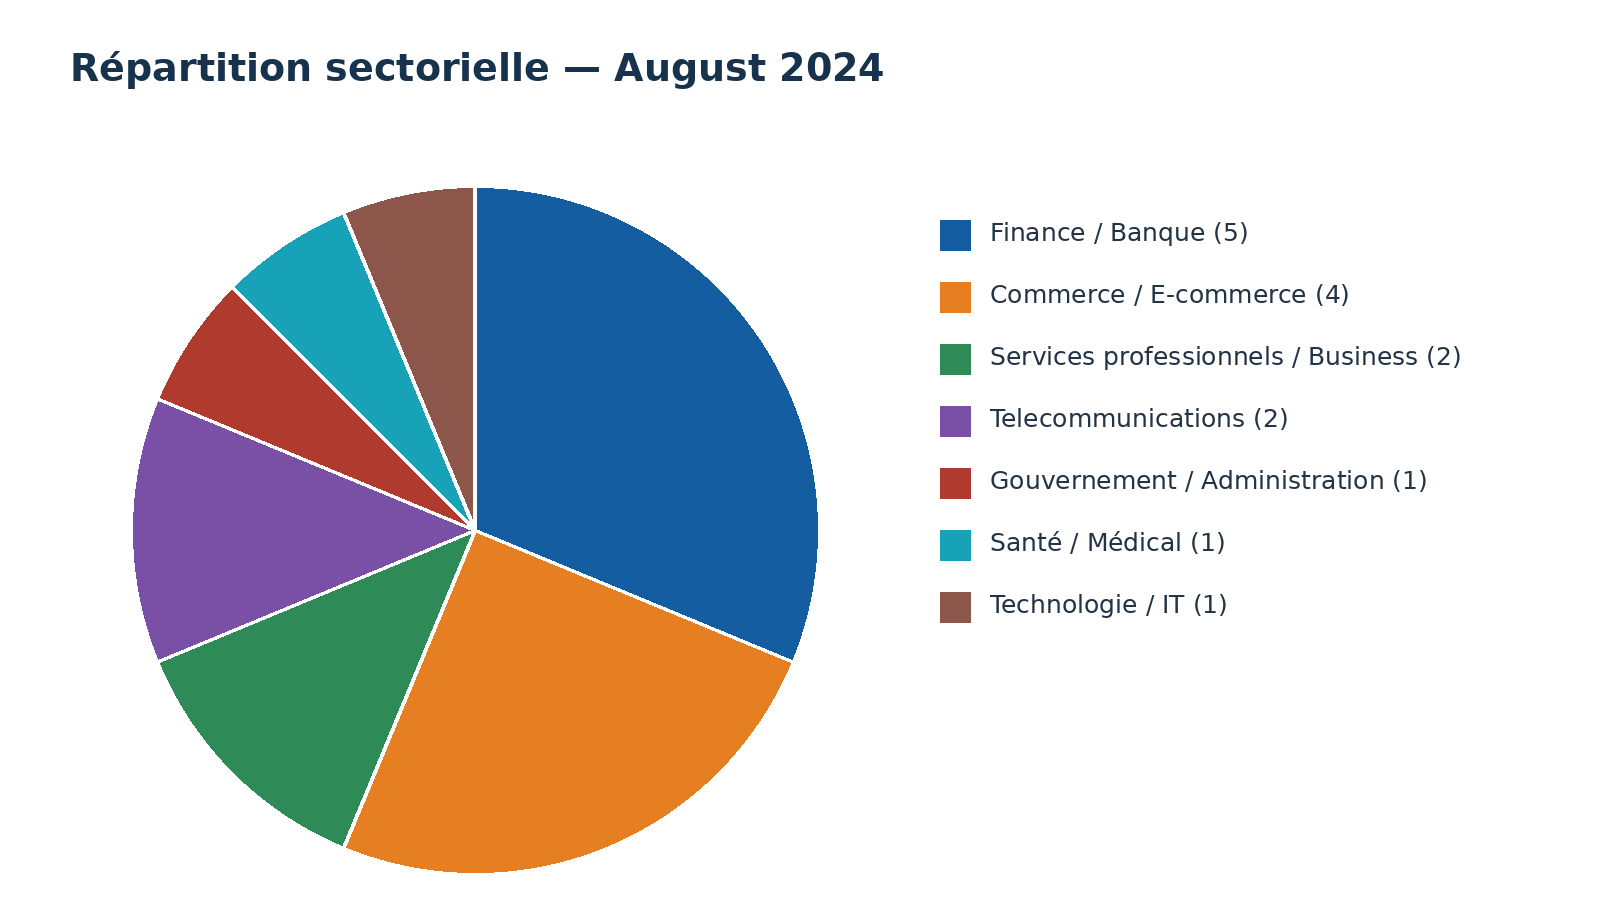 Répartition sectorielle — August 2024
Finance / Banque (5)
Commerce / E-commerce (4)
Services professionnels / Business (2)
Telecommunications (2)
Gouvernement / Administration (1)
Santé / Médical (1)
Technologie / IT (1)